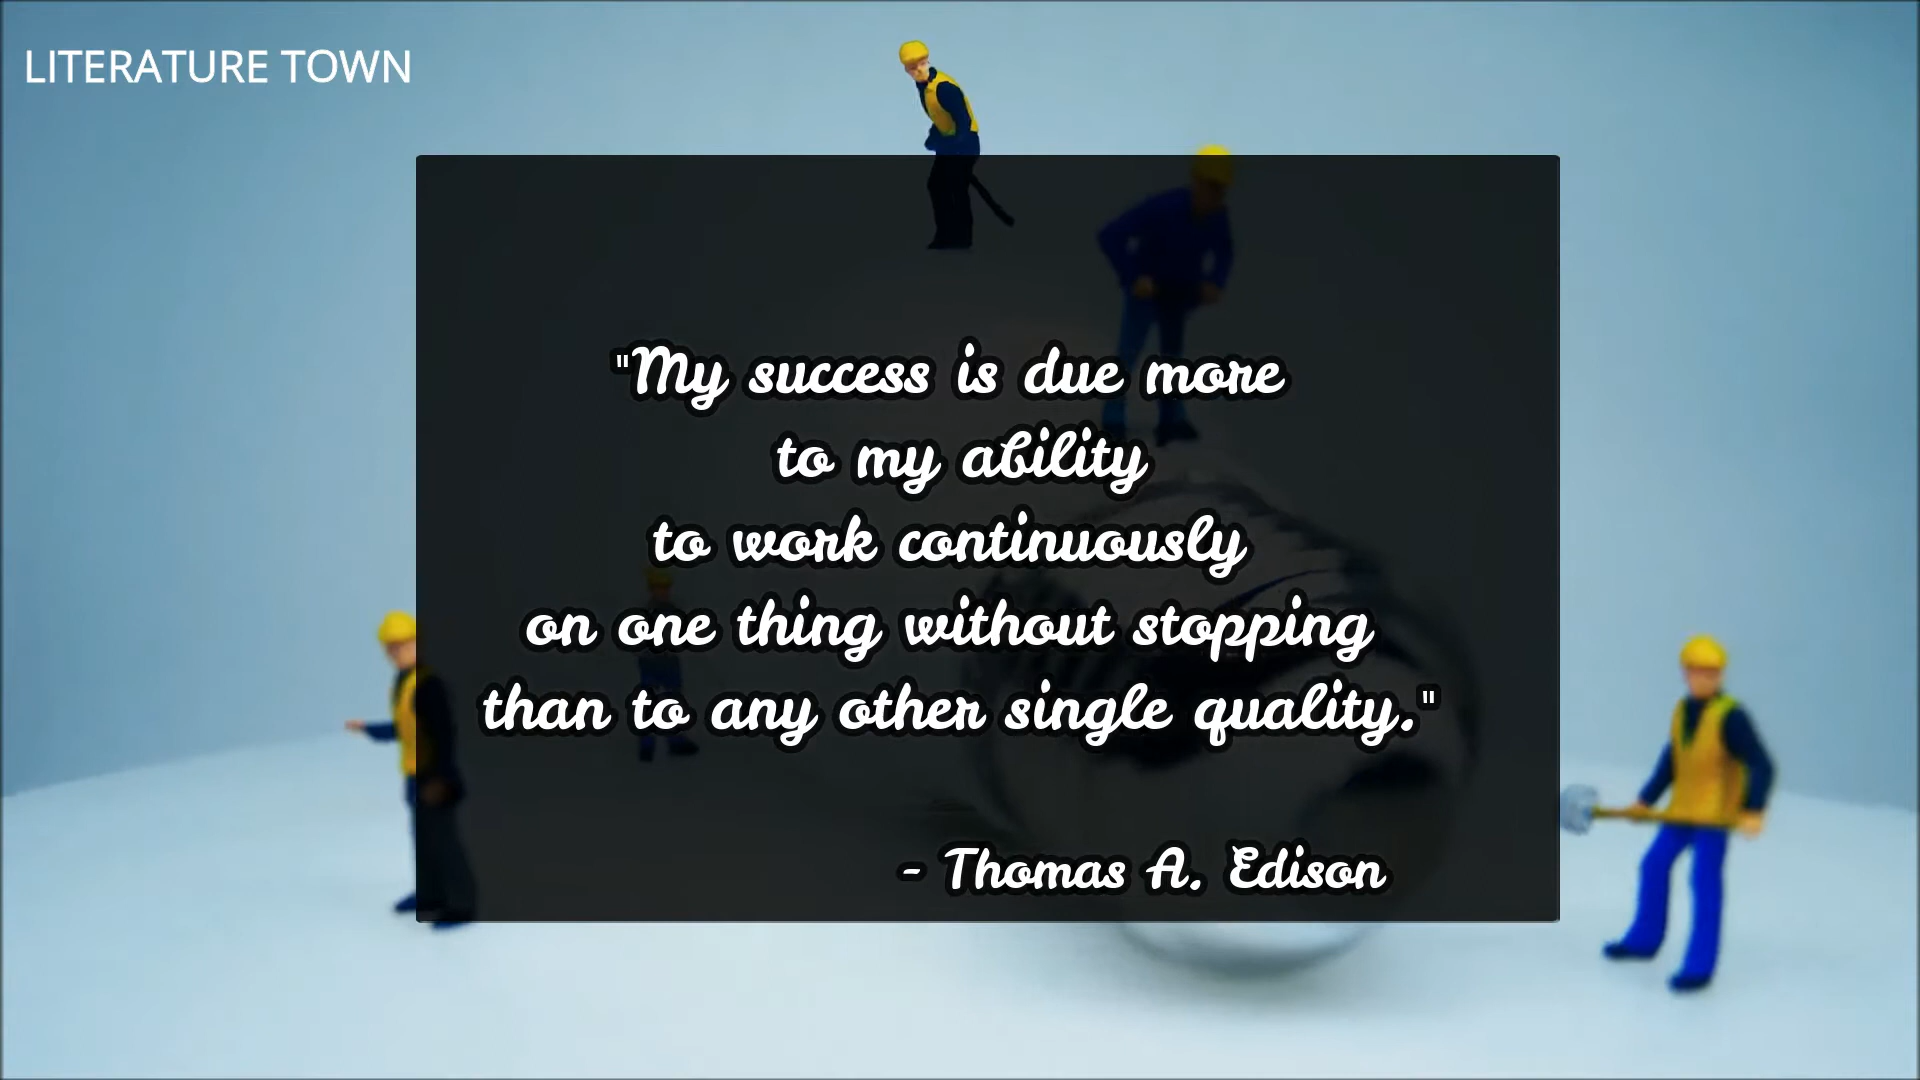 LITERATURE TOWN
"My success is due more
to my ability
to work continuously
on one thing without stopping
than to any other single quality."
- Thomas A. Edison